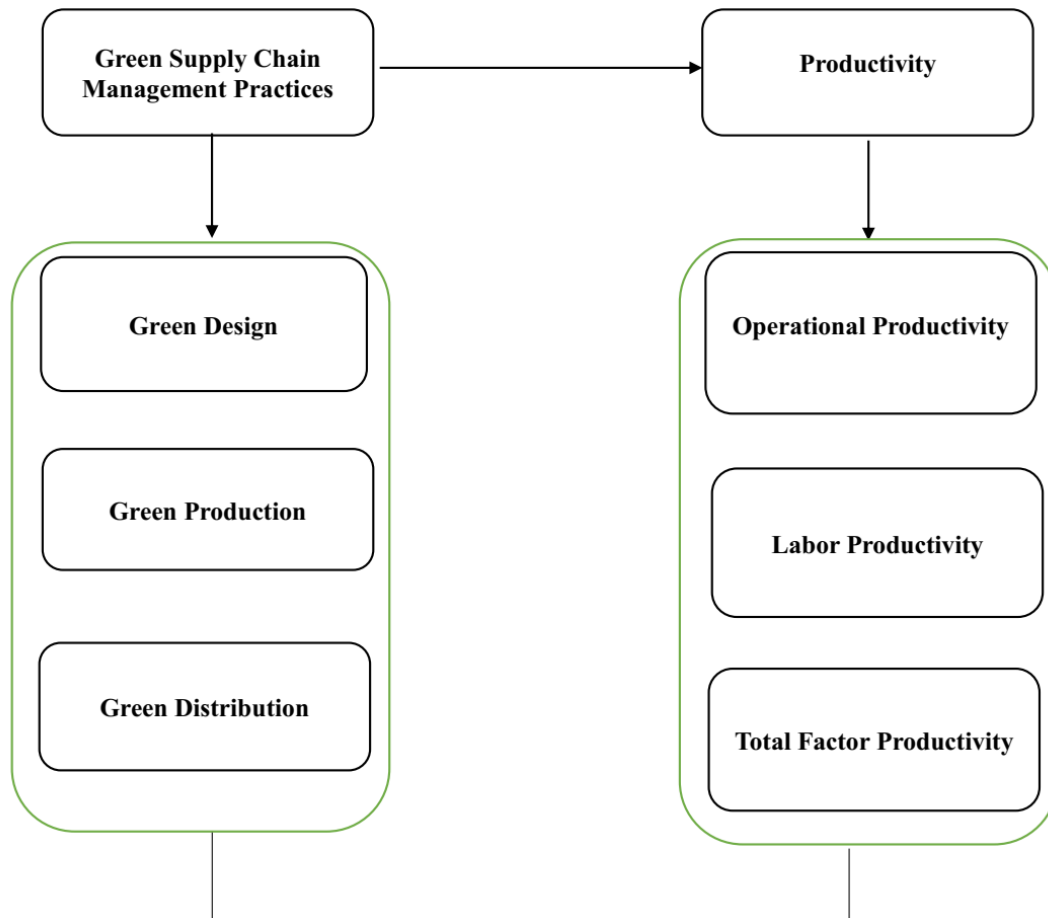 Green Supply Chain
Management Practices
Productivity
Green Design
Green Production
Green Distribution
Operational Productivity
Labor Productivity
Total Factor Productivity